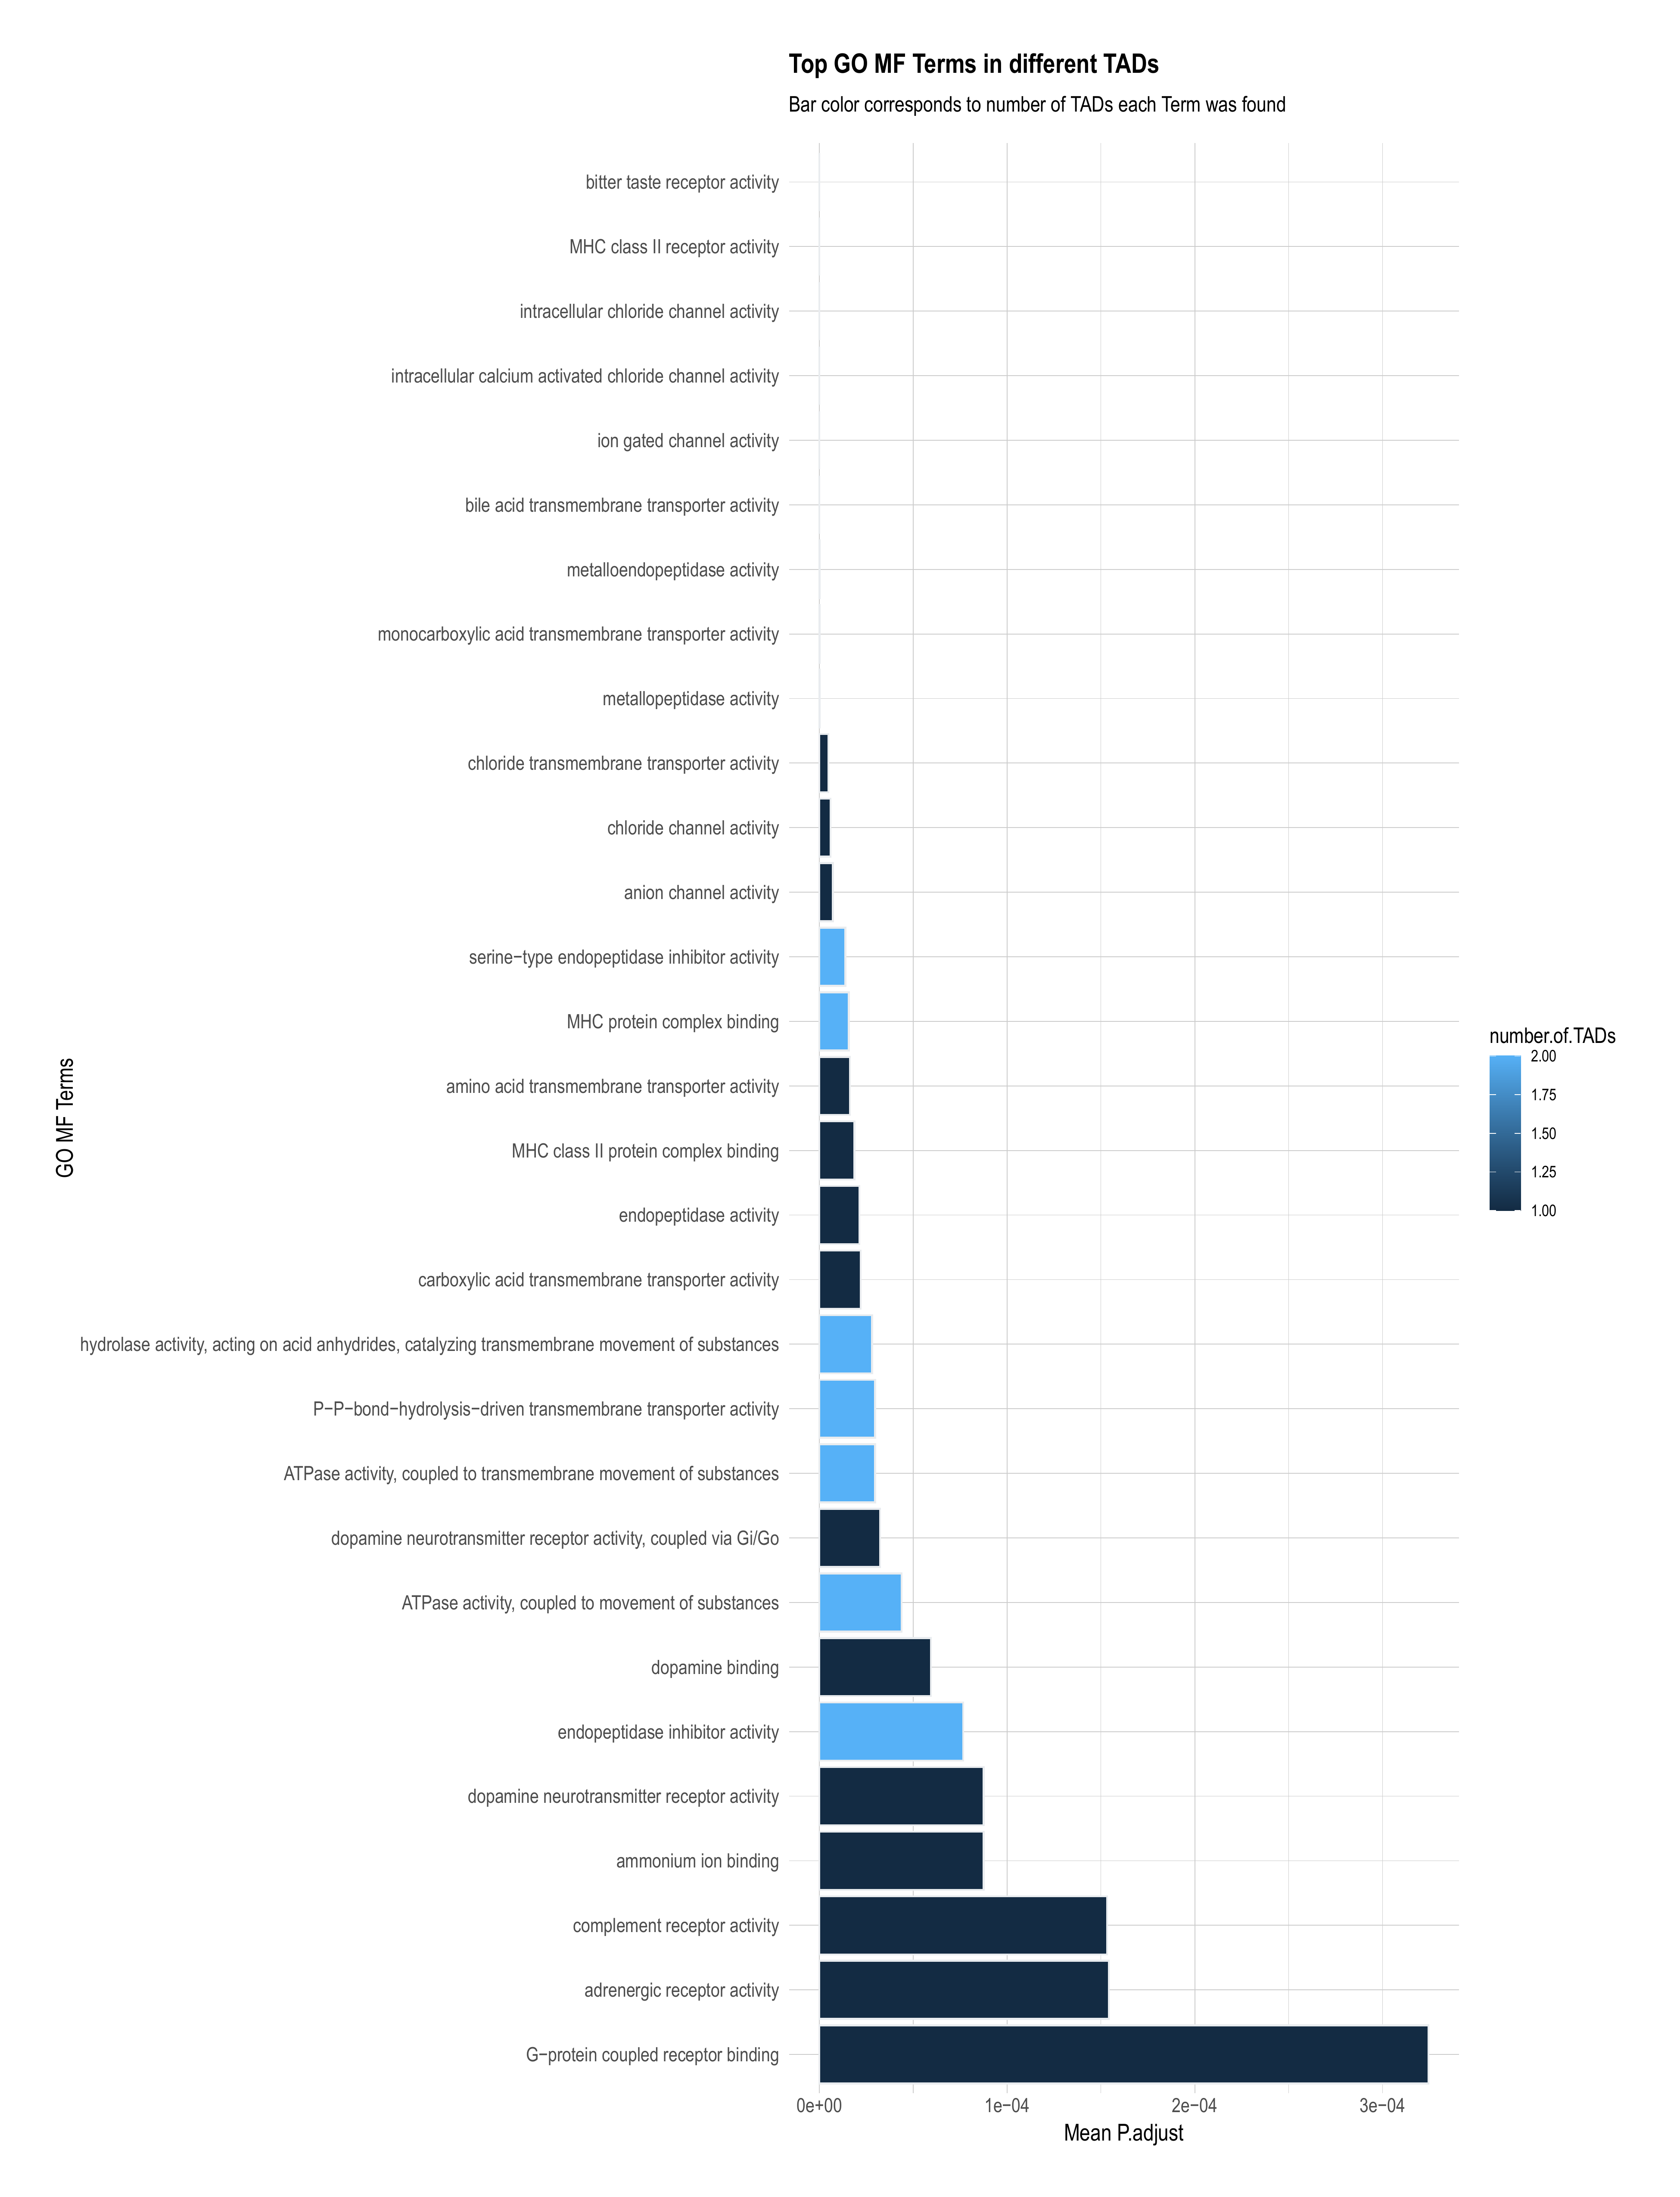 Top GO MF Terms in different TADs
Bar color corresponds to number of TADs each Term was found
bitter taste receptor activity
MHC class II receptor activity
intracellular chloride channel activity
intracellular calcium activated chloride channel activity
ion gated channel activity
bile acid transmembrane transporter activity
metalloendopeptidase activity
monocarboxylic acid transmembrane transporter activity
metallopeptidase activity
chloride transmembrane transporter activity
chloride channel activity
anion channel activity
serine−type endopeptidase inhibitor activity
MHC protein complex binding
amino acid transmembrane transporter activity
MHC class II protein complex binding
endopeptidase activity
carboxylic acid transmembrane transporter activity
hydrolase activity, acting on acid anhydrides, catalyzing transmembrane movement of substances
P−P−bond−hydrolysis−driven transmembrane transporter activity
ATPase activity, coupled to transmembrane movement of substances
dopamine neurotransmitter receptor activity, coupled via Gi/Go
ATPase activity, coupled to movement of substances
dopamine binding
endopeptidase inhibitor activity
dopamine neurotransmitter receptor activity
ammonium ion binding
complement receptor activity
adrenergic receptor activity
G−protein coupled receptor binding
GO MF Terms
0e+00
1e−04
2e−04
3e−04
Mean P.adjust
number.of.TADs
2.00
1.75
1.50
1.25
1.00